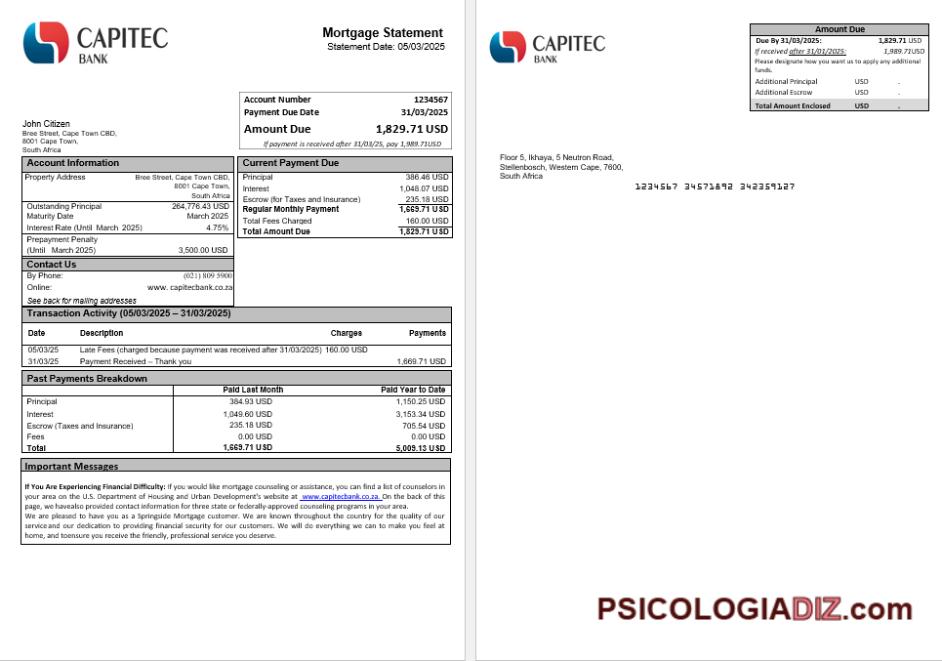 CAPITEC
BANK
Mortgage Statement
Statement Date: 05/03/2025
Account Number 1234567
Payment Due Date 31/03/2025
Amount Due 1,829.71 USD
If payment is received after 31/03/25, pay 1,989.71USD
John Citizen
Bree Street, Cape Town CBD,
8001 Cape Town,
South Africa
Account Information
Property Address Bree Street, Cape Town CBD,
8001 Cape Town,
South Africa
Outstanding Principal 264,776.43 USD
Maturity Date March 2025
Interest Rate (Until March 2025) 4.75%
Prepayment Penalty
(Until March 2025) 3,500.00 USD
Contact Us
By Phone: (021) 809 5900
Online: www. capitecbank.co.za
See back for mailing addresses
Current Payment Due
Principal 386.46 USD
Interest 1,048.07 USD
Escrow (for Taxes and Insurance) 235.18 USD
Regular Monthly Payment 1,669.71 USD
Total Fees Charged 160.00 USD
Total Amount Due 1,829.71 USD
Transaction Activity (05/03/2025 – 31/03/2025)
Date Description Charges Payments
05/03/25 Late Fees (charged because payment was received after 31/03/2025) 160.00 USD
31/03/25 Payment Received – Thank you 1,669.71 USD
Past Payments Breakdown
Paid Last Month Paid Year to Date
Principal 384.93 USD 1,150.25 USD
Interest 1,049.60 USD 3,153.34 USD
Escrow (Taxes and Insurance) 235.18 USD 705.54 USD
Fees 0.00 USD 0.00 USD
Total 1,669.71 USD 5,009.13 USD
Important Messages
If You Are Experiencing Financial Difficulty: If you would like mortgage counseling or assistance, you can find a list of counselors in
your area on the U.S. Department of Housing and Urban Development's website at www.capitecbank.co.za. On the back of this
page, we havealso provided contact information for three state or federally-approved counseling programs in your area.
We are pleased to have you as a Springside Mortgage customer. We are known throughout the country for the quality of our
service and our dedication to providing financial security for our customers. We will do everything we can to make you feel at
home, and toensure you receive the friendly, professional service you deserve.
CAPITEC
BANK
Amount Due
Due By 31/03/2025: 1,829.71 USD
If received after 31/01/2025: 1,989.71USD
Please designate how you want us to apply any additional
funds.
Additional Principal USD .
Additional Escrow USD .
Total Amount Enclosed USD .
Floor 5, Ikhaya, 5 Neutron Road,
Stellenbosch, Western Cape, 7600,
South Africa
1234567 34571892 342359127
PSICOLOGIADIZ.com